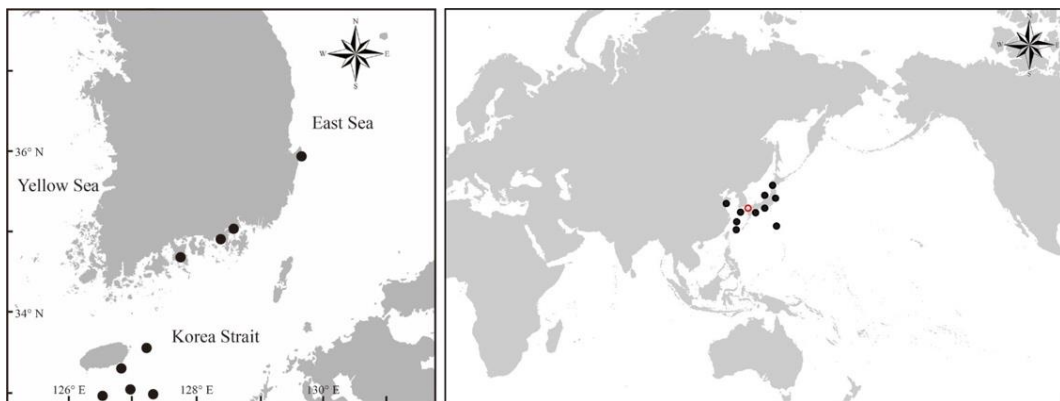 N
W E
S
East Sea
36° N
Yellow Sea
34° N
Korea Strait
126° E 128° E 130° E
N
W E
S